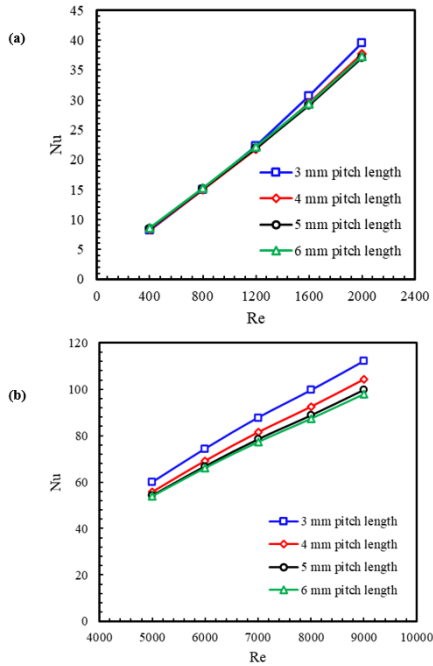 (a)
45
40
35
30
25
20
15
10
5
0
Nu
3 mm pitch length
4 mm pitch length
5 mm pitch length
6 mm pitch length
0 400 800 1200 1600 2000 2400
Re
(b)
120
100
80
60
40
20
0
Nu
3 mm pitch length
4 mm pitch length
5 mm pitch length
6 mm pitch length
4000 5000 6000 7000 8000 9000 10000
Re